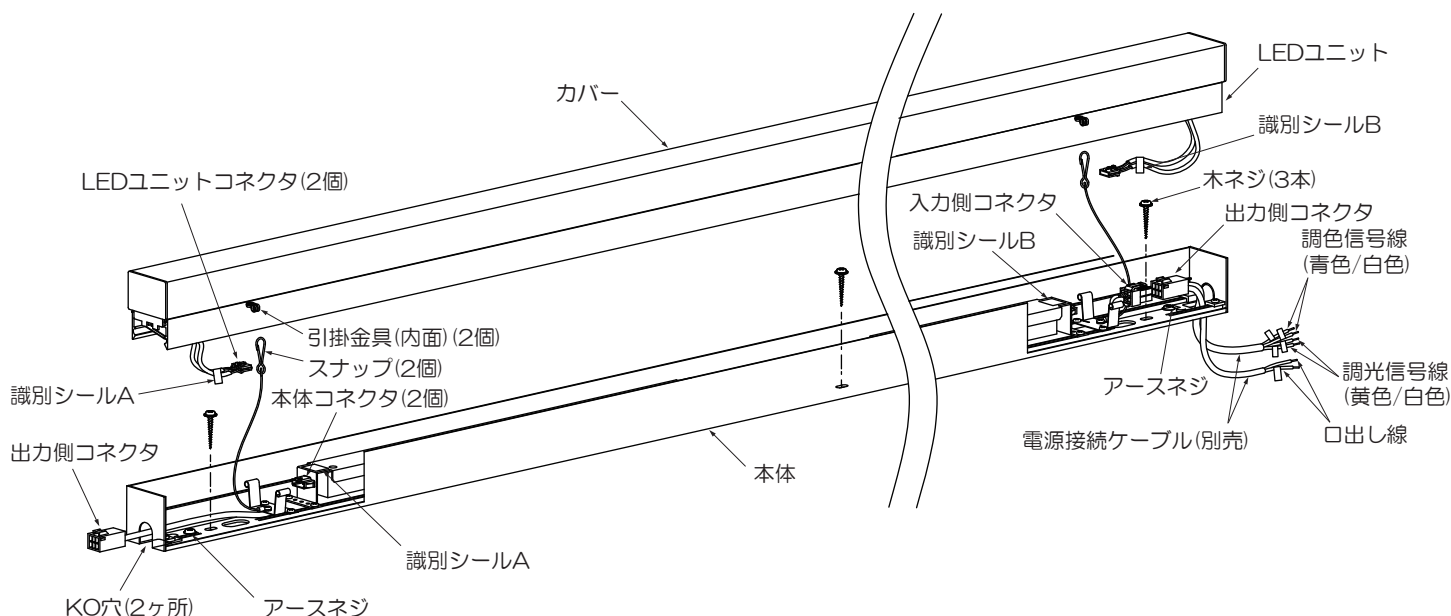 LEDユニット
カバー
識別シールB
LEDユニットコネクタ(2個)
木ネジ(3本)
入力側コネクタ
出力側コネクタ
識別シールB
調色信号線
(青色/白色)
引掛金具(内面)(2個)
スナップ(2個)
識別シールA
本体コネクタ(2個)
アースネジ
調光信号線
(黄色/白色)
電源接続ケーブル(別売)
口出し線
出力側コネクタ
本体
識別シールA
KO穴(2ヶ所)
アースネジ